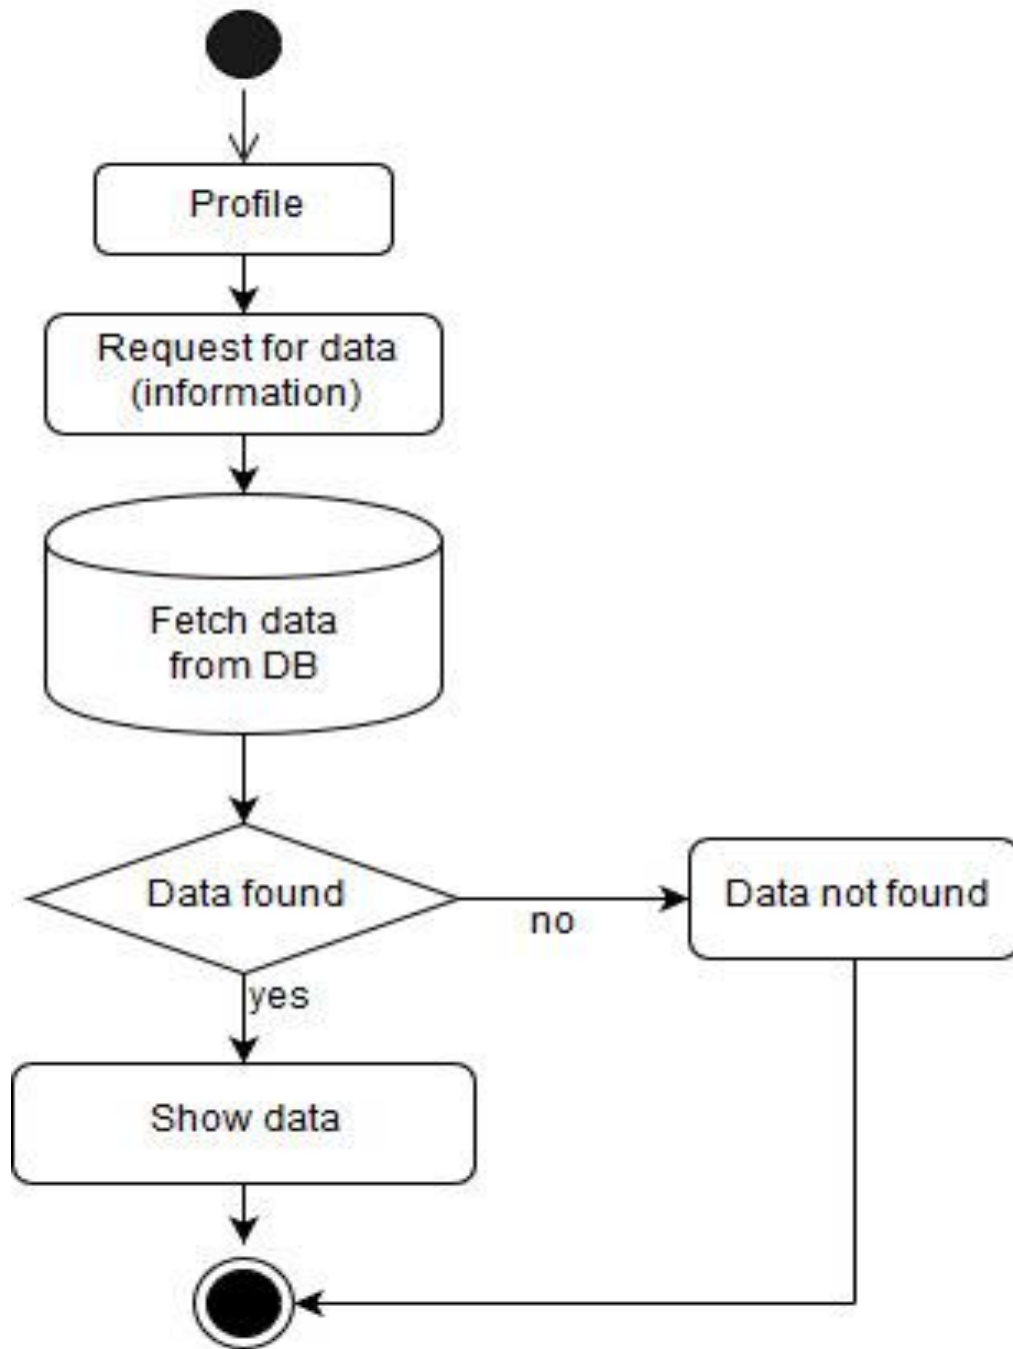 Profile
Request for data
(information)
Fetch data
from DB
Data found
no
Data not found
yes
Show data